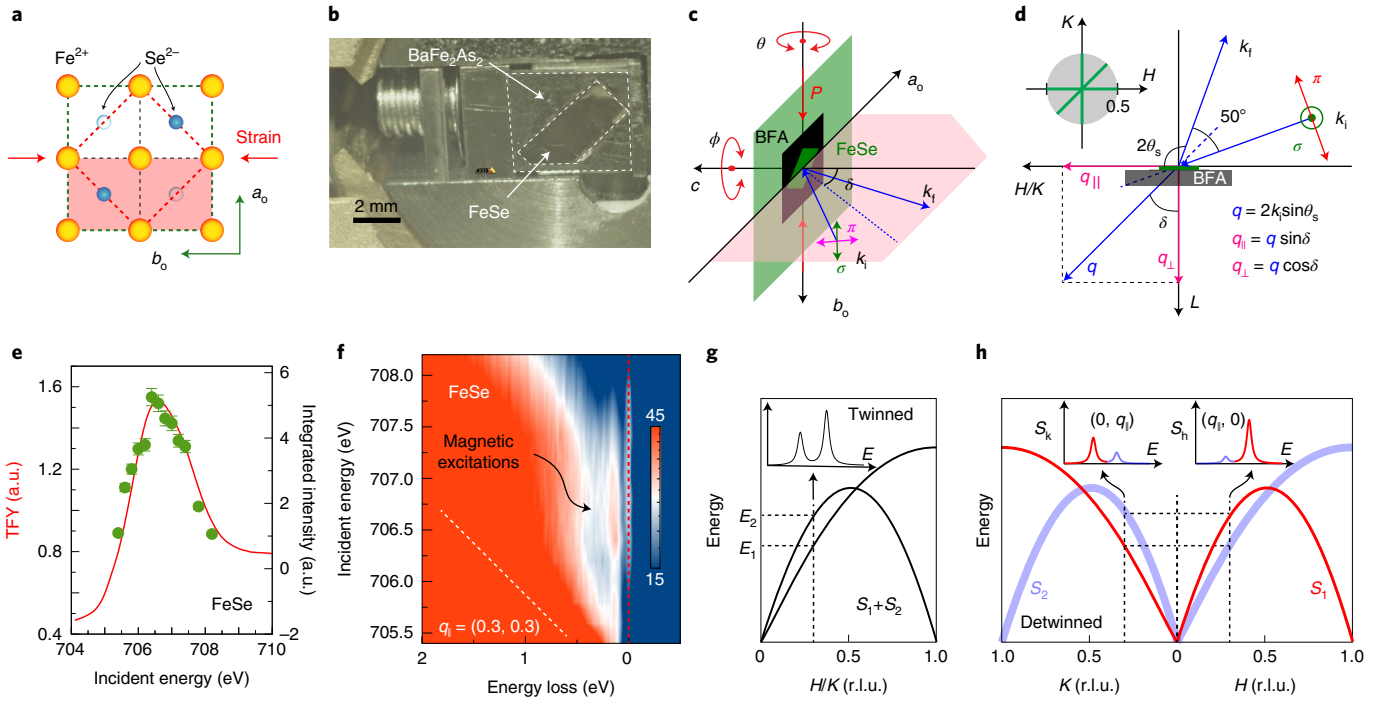 a
Fe2+
Se2−
Strain
ao
bo
b
BaFe2As2
FeSe
AXIS
2 mm
c
θ
P
ao
BFA
ϕ
FeSe
c
δ
kf
π
ki
σ
bo
d
K
H
0.5
kf
π
50°
ki
2θs
σ
q||
H/K
BFA
δ
q = 2kisinθs
q|| = q sinδ
q⊥ = q cosδ
q
q⊥
L
e
TFY (a.u.)
1.6
1.2
0.8
0.4
6
4
2
0
−2
Integrated intensity (a.u.)
FeSe
704
706
708
710
Incident energy (eV)
f
Incident energy (eV)
708.0
707.0
706.5
706.0
705.5
FeSe
Magnetic
excitations
45
15
q|| = (0.3, 0.3)
2
1
0
Energy loss (eV)
g
Energy
Twinned
E
E2
E1
S1+S2
0
0.5
1.0
H/K (r.l.u.)
h
Energy
Sk
(0, q||)
E
Sh
(q||, 0)
E
S2
S1
Detwinned
1.0
0.5
0
0.5
1.0
K (r.l.u.)
H (r.l.u.)